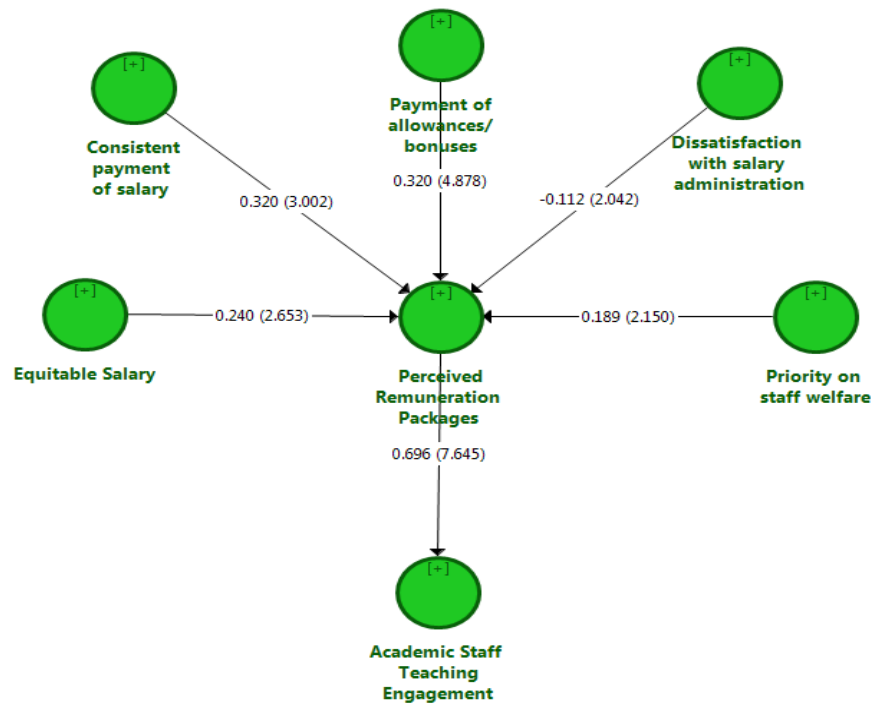 [+]
[+]
[+]
Payment of
allowances/
bonuses
Consistent
payment
of salary
Dissatisfaction
with salary
administration
0.320 (3.002)
0.320 (4.878)
-0.112 (2.042)
[+]
[+]
[+]
0.240 (2.653)
0.189 (2.150)
Equitable Salary
Perceived
Remuneration
Packages
Priority on
staff welfare
0.696 (7.645)
[+]
Academic Staff
Teaching
Engagement